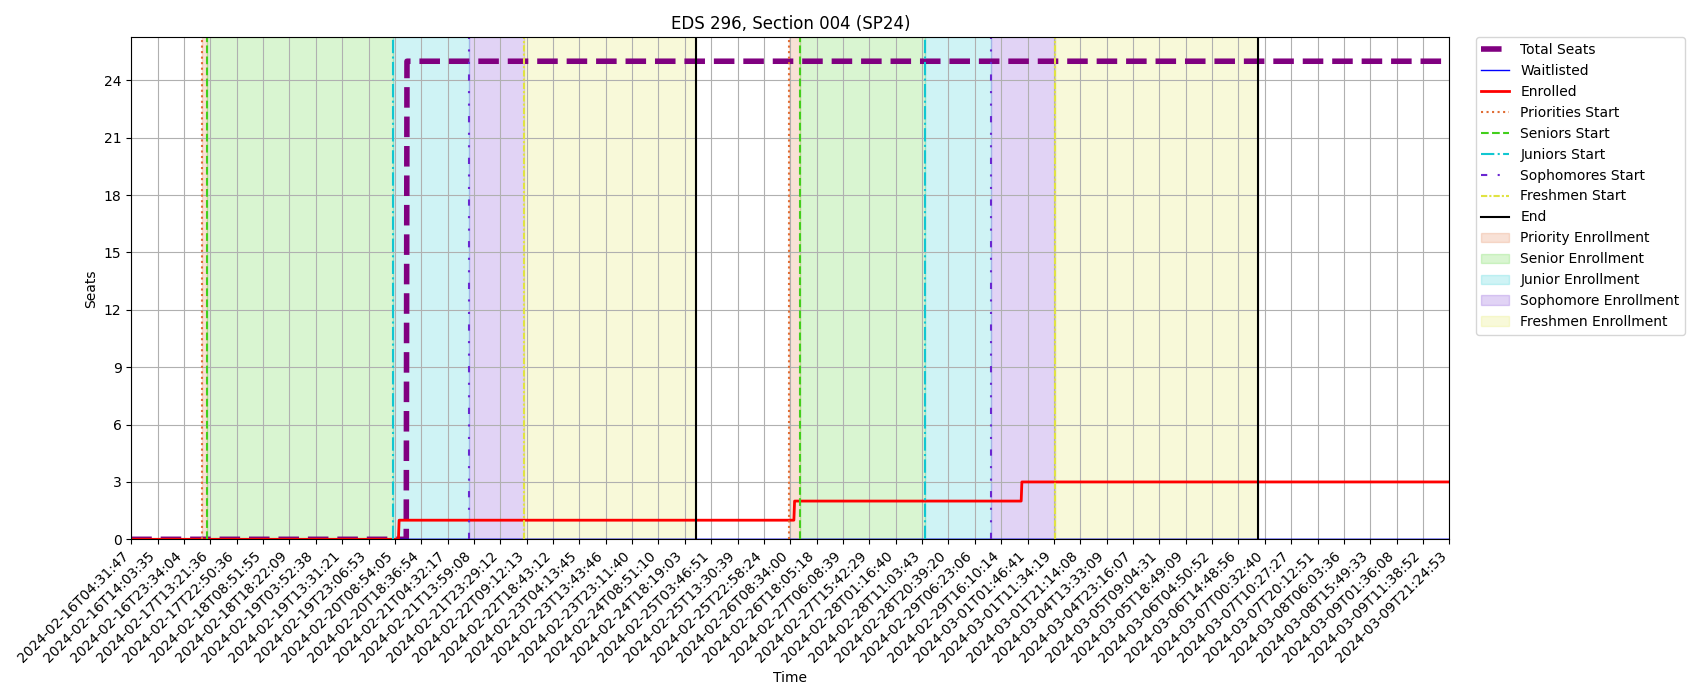 EDS 296, Section 004 (SP24)
Seats
24
21
18
15
12
9
6
3
0
2024-02-16T04:31:47
2024-02-16T14:03:35
2024-02-16T23:34:04
2024-02-17T13:21:36
2024-02-17T22:50:36
2024-02-18T08:51:55
2024-02-18T18:22:09
2024-02-19T03:52:38
2024-02-19T13:31:21
2024-02-19T23:06:53
2024-02-20T08:54:05
2024-02-20T18:36:54
2024-02-21T04:32:17
2024-02-21T13:59:08
2024-02-21T23:29:12
2024-02-22T09:12:13
2024-02-22T18:43:12
2024-02-23T04:13:45
2024-02-23T13:43:46
2024-02-23T23:11:40
2024-02-24T08:51:10
2024-02-24T18:19:03
2024-02-25T03:46:51
2024-02-25T13:30:39
2024-02-25T22:58:24
2024-02-26T08:34:00
2024-02-26T18:05:18
2024-02-27T06:08:39
2024-02-27T15:42:29
2024-02-28T01:16:40
2024-02-28T11:03:43
2024-02-28T20:39:20
2024-02-29T06:23:06
2024-02-29T16:10:14
2024-03-01T01:46:41
2024-03-01T11:34:19
2024-03-01T21:14:08
2024-03-04T13:33:09
2024-03-04T23:16:07
2024-03-05T09:04:31
2024-03-05T18:49:09
2024-03-06T04:50:52
2024-03-06T14:48:56
2024-03-07T00:32:40
2024-03-07T10:27:27
2024-03-07T20:12:51
2024-03-08T06:03:36
2024-03-08T15:49:33
2024-03-09T01:36:08
2024-03-09T11:38:52
2024-03-09T21:24:53
Time
Total Seats
Waitlisted
Enrolled
Priorities Start
Seniors Start
Juniors Start
Sophomores Start
Freshmen Start
End
Priority Enrollment
Senior Enrollment
Junior Enrollment
Sophomore Enrollment
Freshmen Enrollment